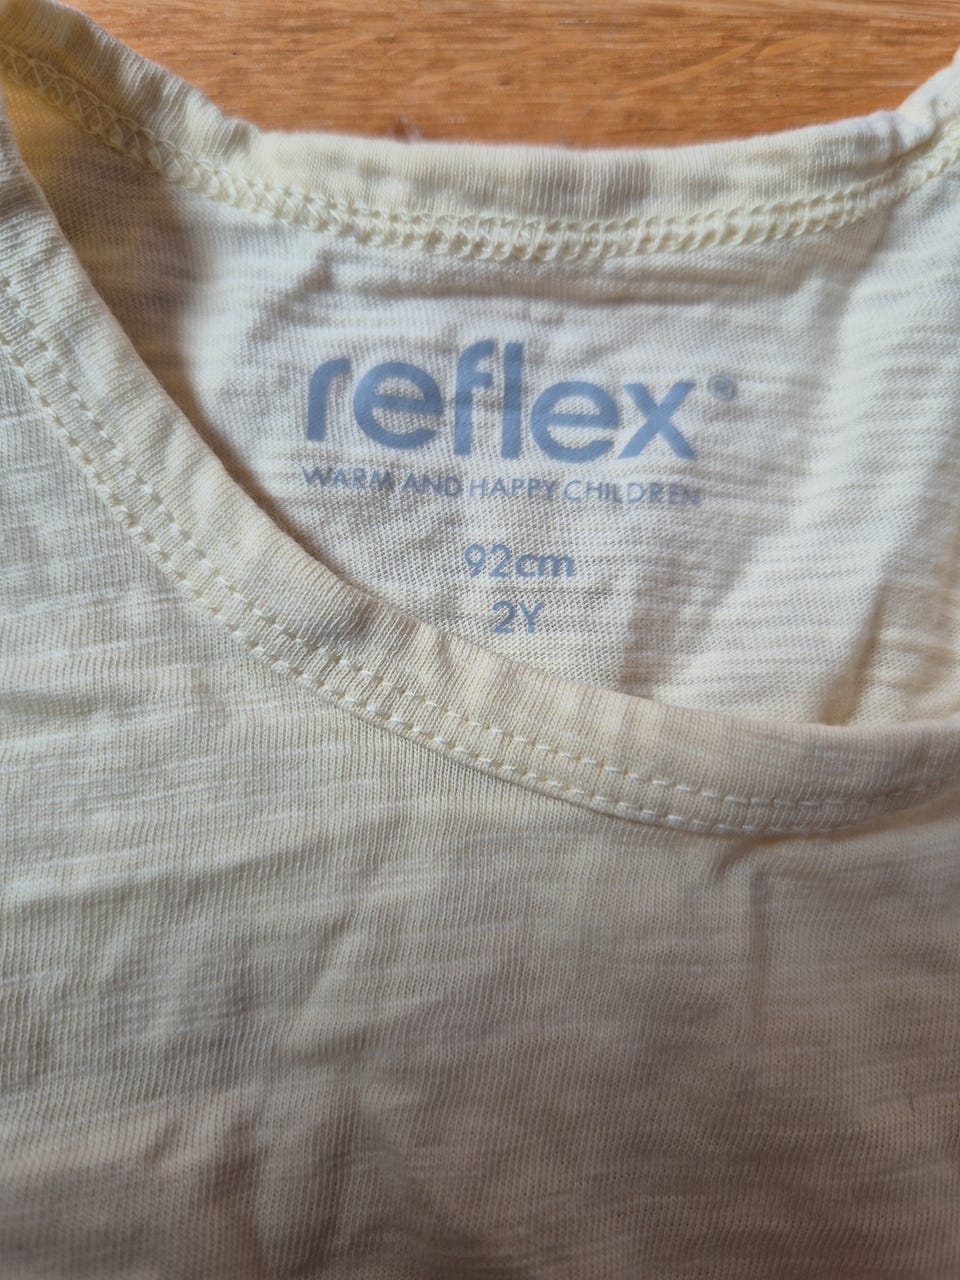 reflex®
WARM AND HAPPY CHILDREN
92cm
2Y